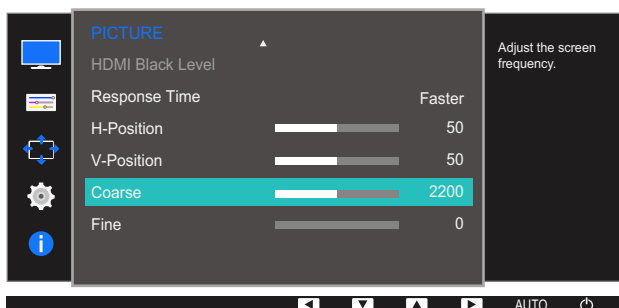 PICTURE
HDMI Black Level
Response Time Faster
H-Position 50
V-Position 50
Coarse 2200
Fine 0
Adjust the screen
frequency.
AUTO